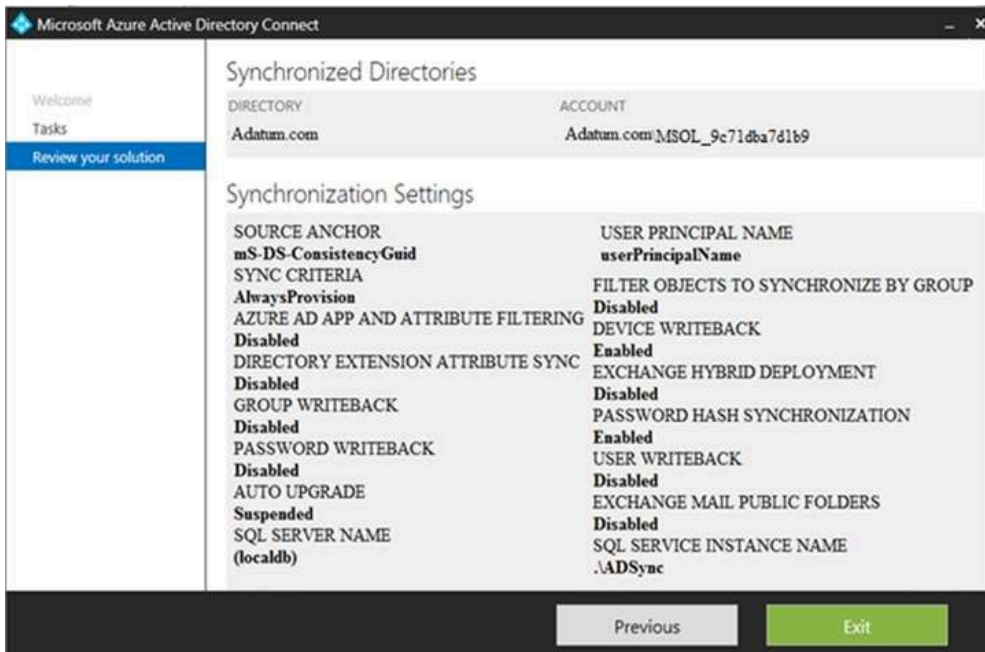 Microsoft Azure Active Directory Connect
Welcome
Tasks
Review your solution
Synchronized Directories
DIRECTORY ACCOUNT
Adatum.com Adatum.com\MSOL_9c71dba7d1b9
Synchronization Settings
SOURCE ANCHOR
mS-DS-ConsistencyGuid
SYNC CRITERIA
AlwaysProvision
AZURE AD APP AND ATTRIBUTE FILTERING
Disabled
DIRECTORY EXTENSION ATTRIBUTE SYNC
Disabled
GROUP WRITEBACK
Disabled
PASSWORD WRITEBACK
Disabled
AUTO UPGRADE
Suspended
SQL SERVER NAME
(localdb)
USER PRINCIPAL NAME
userPrincipalName
FILTER OBJECTS TO SYNCHRONIZE BY GROUP
Disabled
DEVICE WRITEBACK
Enabled
EXCHANGE HYBRID DEPLOYMENT
Disabled
PASSWORD HASH SYNCHRONIZATION
Enabled
USER WRITEBACK
Disabled
EXCHANGE MAIL PUBLIC FOLDERS
Disabled
SQL SERVICE INSTANCE NAME
.\ADSync
Previous Exit